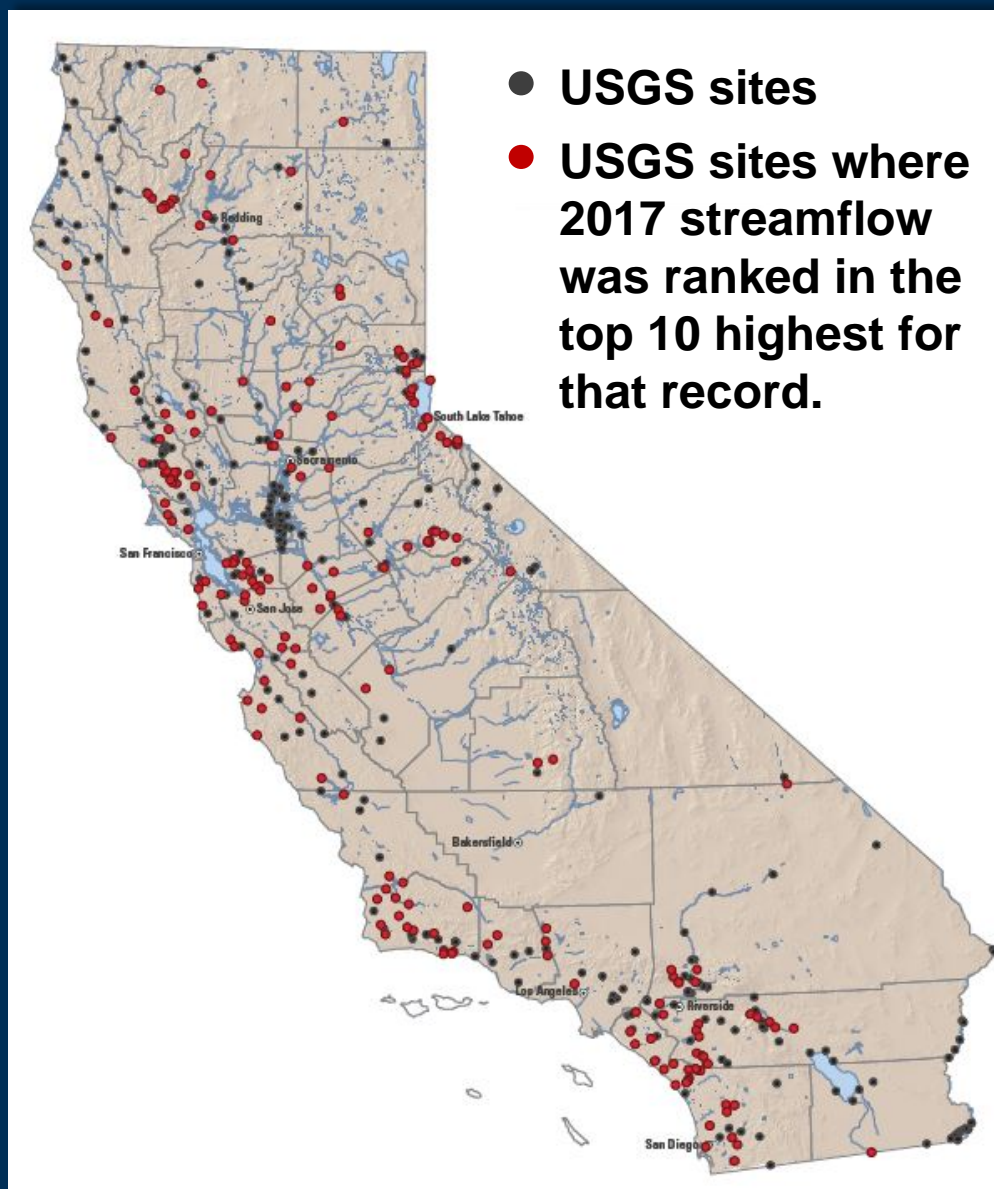 USGS sites
USGS sites where
2017 streamflow
was ranked in the
top 10 highest for
that record.
Redding
South Lake Tahoe
Sacramento
San Francisco
San Jose
Bakersfield
Los Angeles
Riverside
San Diego